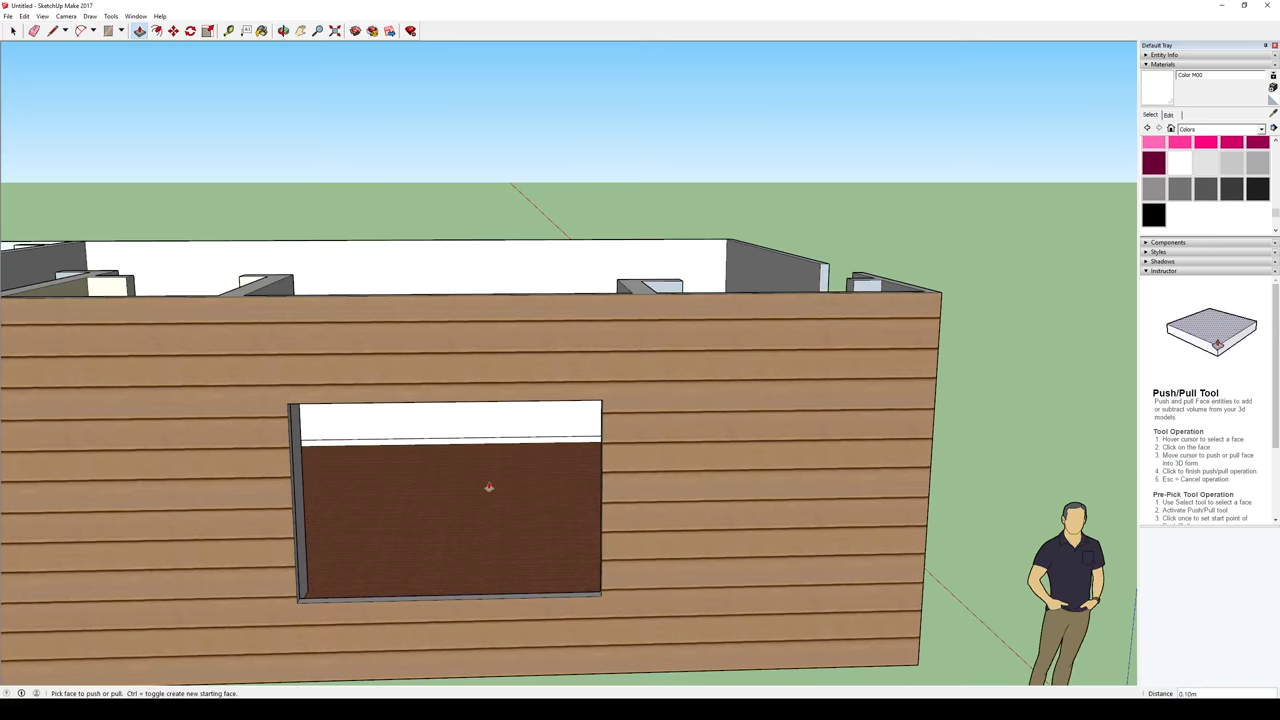 Untitled - SketchUp Make 2017
File Edit View Camera Draw Tools Window Help
Default Tray
Entity Info
Materials
Color M00
Select Edit
Colors
Components
Styles
Shadows
Instructor
Push/Pull Tool
Push and pull Face entities to add
or subtract volume from your 3d
models
Tool Operation
1. Hover cursor to select a face.
2. Click on the face.
3. Move cursor to push or pull face
into 3D form.
4. Click to finish push/pull operation.
5. Esc = Cancel operation.
Pre-Pick Tool Operation
1. Use Select tool to select a face.
2. Activate Push/Pull tool
3. Click once to set start point of
Pick face to push or pull. Ctrl = toggle create new starting face.
Distance 0.10m